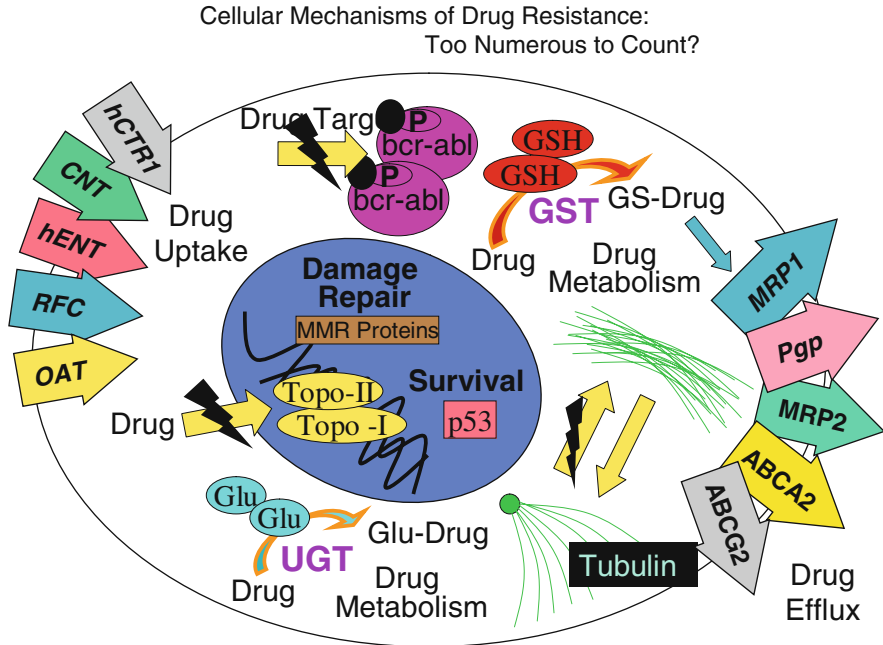 Cellular Mechanisms of Drug Resistance:
Too Numerous to Count?
hCTR1
CNT
hENT
RFC
OAT
Drug
Uptake
Drug Targ
P
bcr-abl
P
bcr-abl
GSH
GSH
GST
GS-Drug
Drug
Drug
Metabolism
MRP1
Pgp
MRP2
ABCA2
ABCG2
Drug
Efflux
Damage
Repair
MMR Proteins
Topo-II
Topo -I
Survival
p53
Drug
Glu
Glu
UGT
Glu-Drug
Drug
Drug
Metabolism
Tubulin